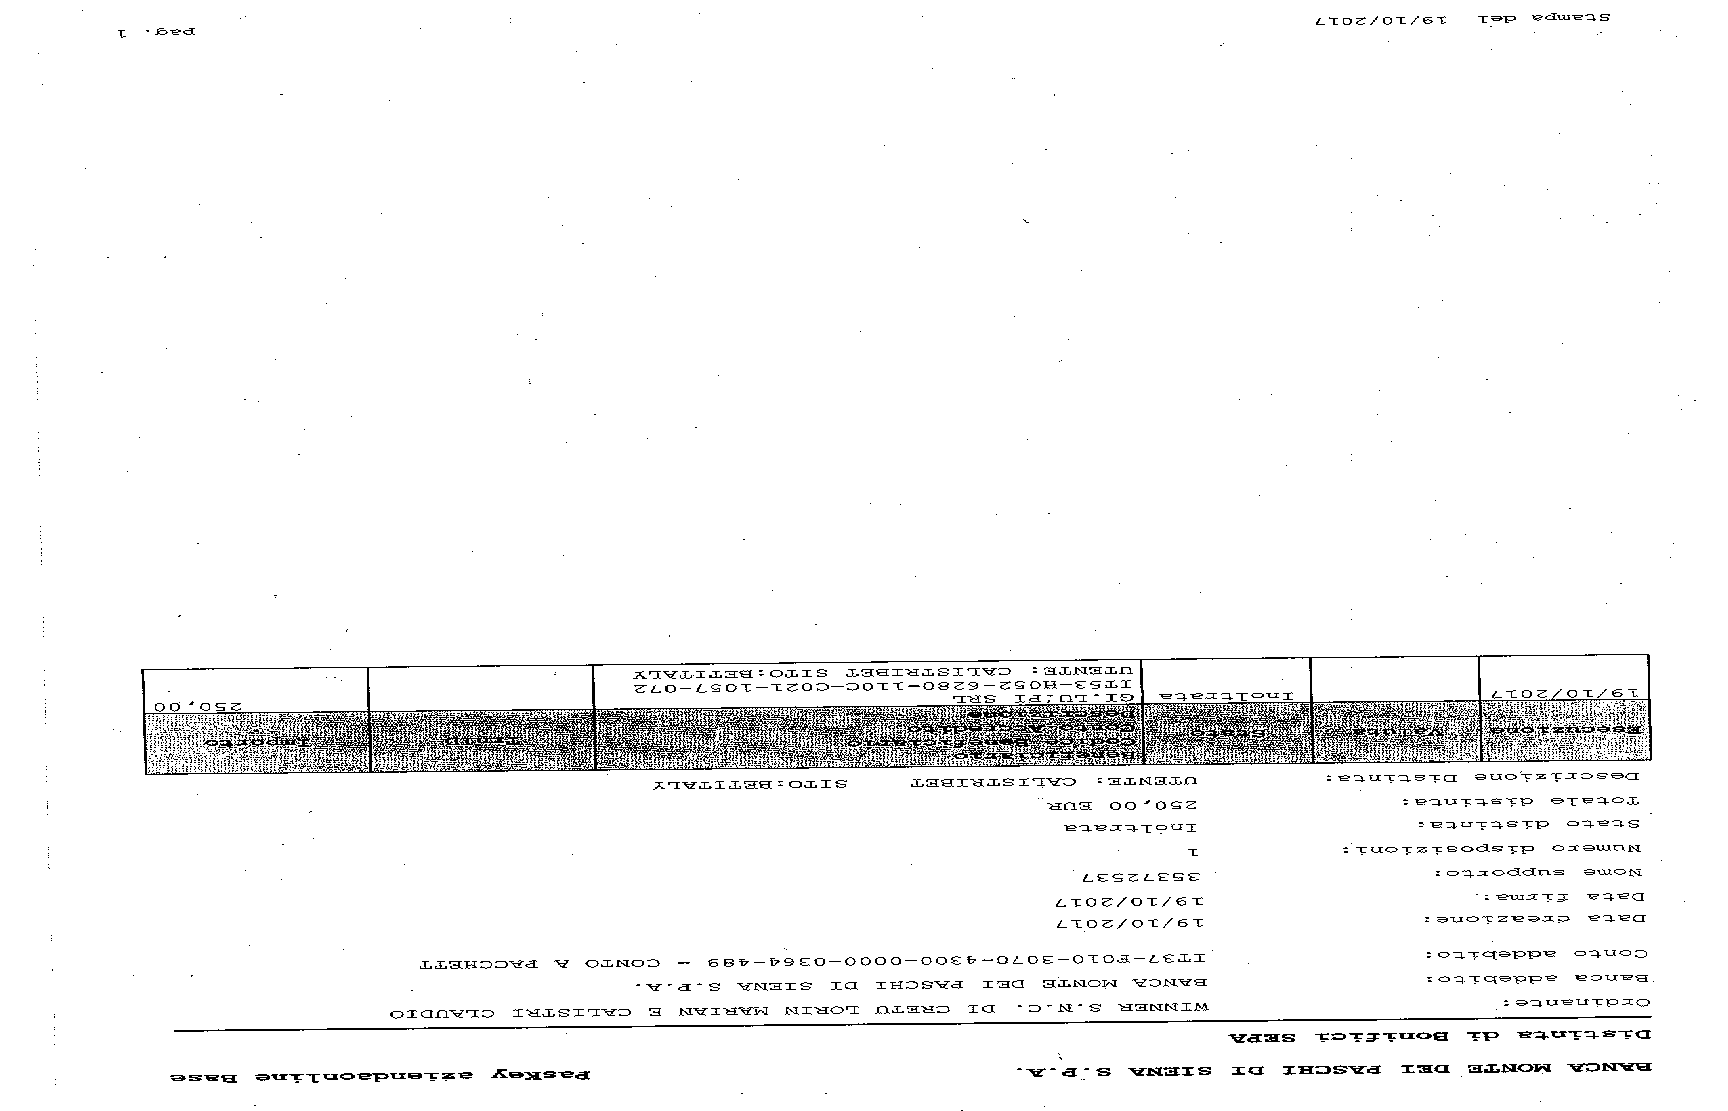 BANCA MONTE DEI PASCHI DI SIENA S.P.A. PasKey aziendaonline Base
Distinta di Bonifici SEPA
Ordinante: WINNER S.N.C. DI CRETU LORIN MARIAN E CALISTRI CLAUDIO
Banca addebito: BANCA MONTE DEI PASCHI DI SIENA S.P.A.
Conto addebito: IT37-F010-3070-4300-0000-0364-489 - CONTO A PACCHETT
Data creazione: 19/10/2017
Data firma: 19/10/2017
Nome supporto: 35372537
Numero disposizioni: 1
Stato distinta: Inoltrata
Totale distinta: 250,00 EUR
Descrizione Distinta: UTENTE: CALISTRIBET SITO:BETITALY
Esecuzione Valuta Stato Importo
19/10/2017 Inoltrata GI.LU.PI SRL 250,00
IT53-H052-6280-110C-C021-1057-072
UTENTE: CALISTRIBET SITO:BETITALY
Stampa del 19/10/2017 pag. 1